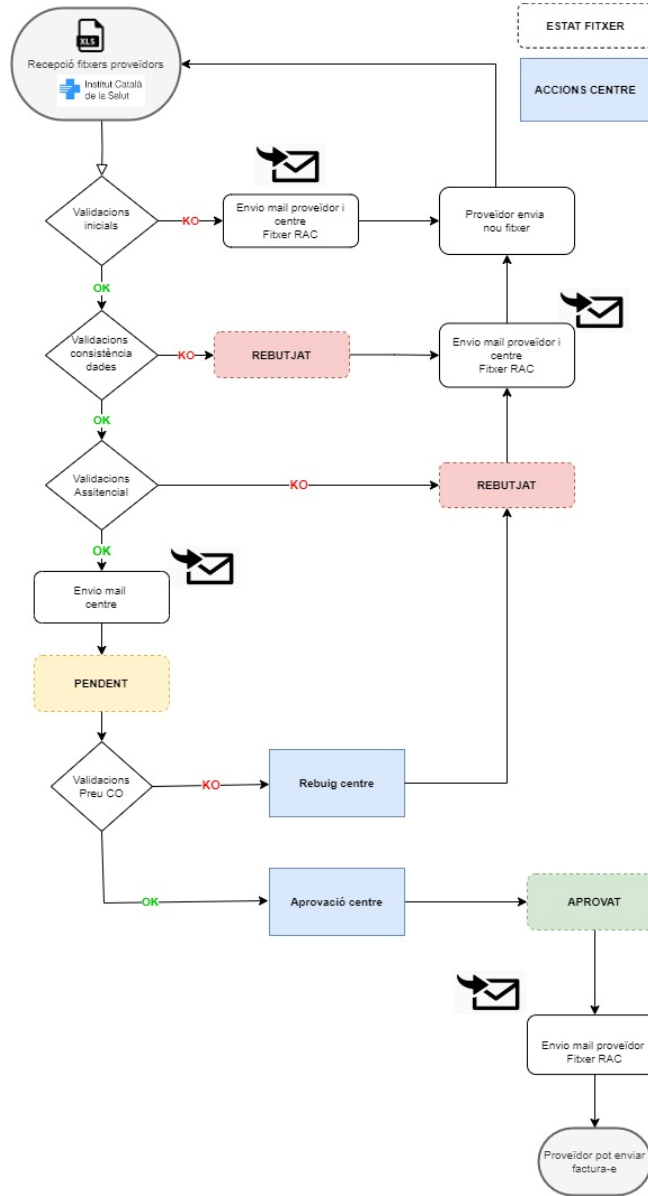 XLS
Recepció fitxers proveïdors
Institut Català
de la Salut
ESTAT FITXER
ACCIONS CENTRE
Validacions
inicials
KO
Envio mail proveïdor i
centre
Fitxer RAC
Proveïdor envia
nou fitxer
OK
Validacions
consistència
dades
KO
REBUTJAT
Envio mail proveïdor i
centre
Fitxer RAC
OK
Validacions
Assitencial
KO
REBUTJAT
OK
Envio mail
centre
PENDENT
Validacions
Preu CO
KO
Rebuig centre
OK
Aprovació centre
APROVAT
Envio mail proveïdor
Fitxer RAC
Proveïdor pot enviar
factura-e